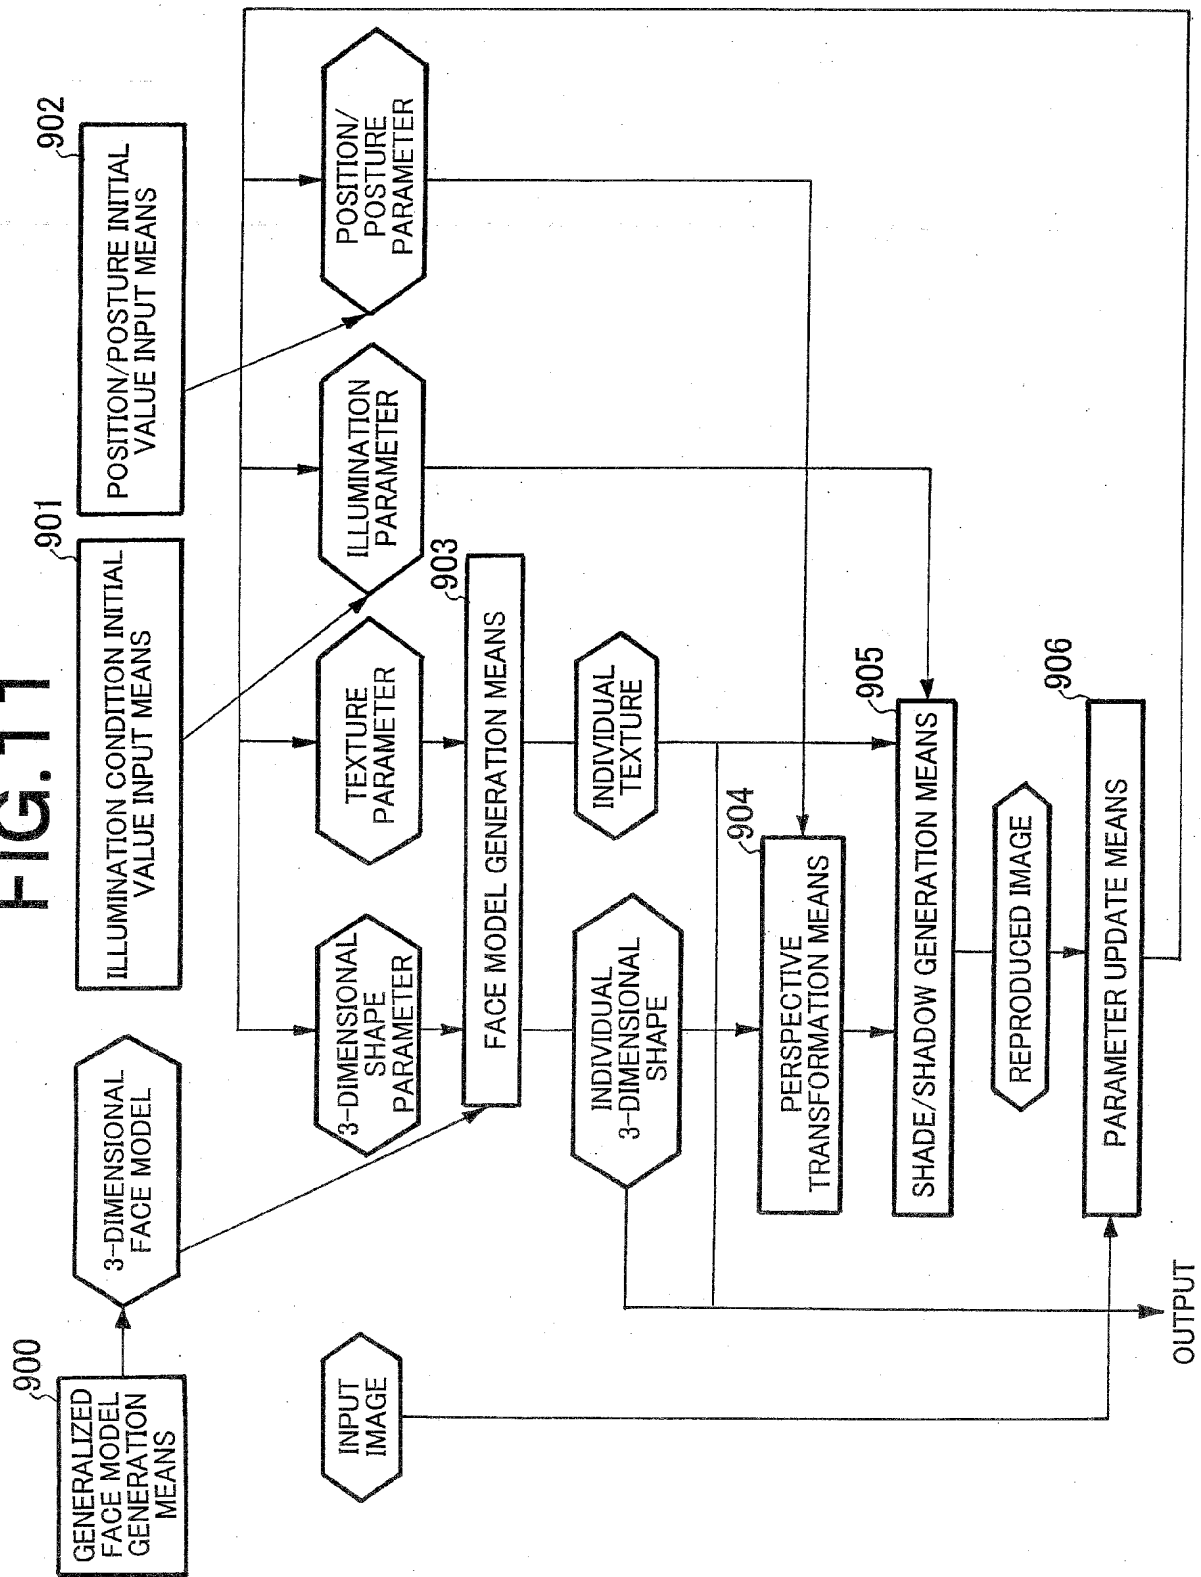 FIG.11
900
GENERALIZED
FACE MODEL
GENERATION
MEANS
3-DIMENSIONAL
FACE MODEL
901
ILLUMINATION CONDITION INITIAL
VALUE INPUT MEANS
902
POSITION/POSTURE INITIAL
VALUE INPUT MEANS
INPUT
IMAGE
3-DIMENSIONAL
SHAPE
PARAMETER
TEXTURE
PARAMETER
ILLUMINATION
PARAMETER
POSITION/
POSTURE
PARAMETER
903
FACE MODEL GENERATION MEANS
INDIVIDUAL
3-DIMENSIONAL
SHAPE
INDIVIDUAL
TEXTURE
904
PERSPECTIVE
TRANSFORMATION MEANS
905
SHADE/SHADOW GENERATION MEANS
REPRODUCED IMAGE
906
PARAMETER UPDATE MEANS
OUTPUT